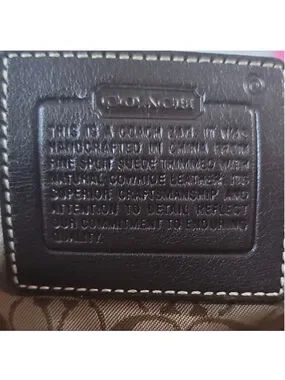 COACH
THIS IS A COACH BAG. IT WAS
HANDCRAFTED IN CHINA FROM
FINE SPLIT SUEDE TRIMMED WITH
NATURAL COWHIDE LEATHER. ITS
SUPERIOR CRAFTSMANSHIP AND
ATTENTION TO DETAIL REFLECT
OUR COMMITMENT TO ENDURING
QUALITY.